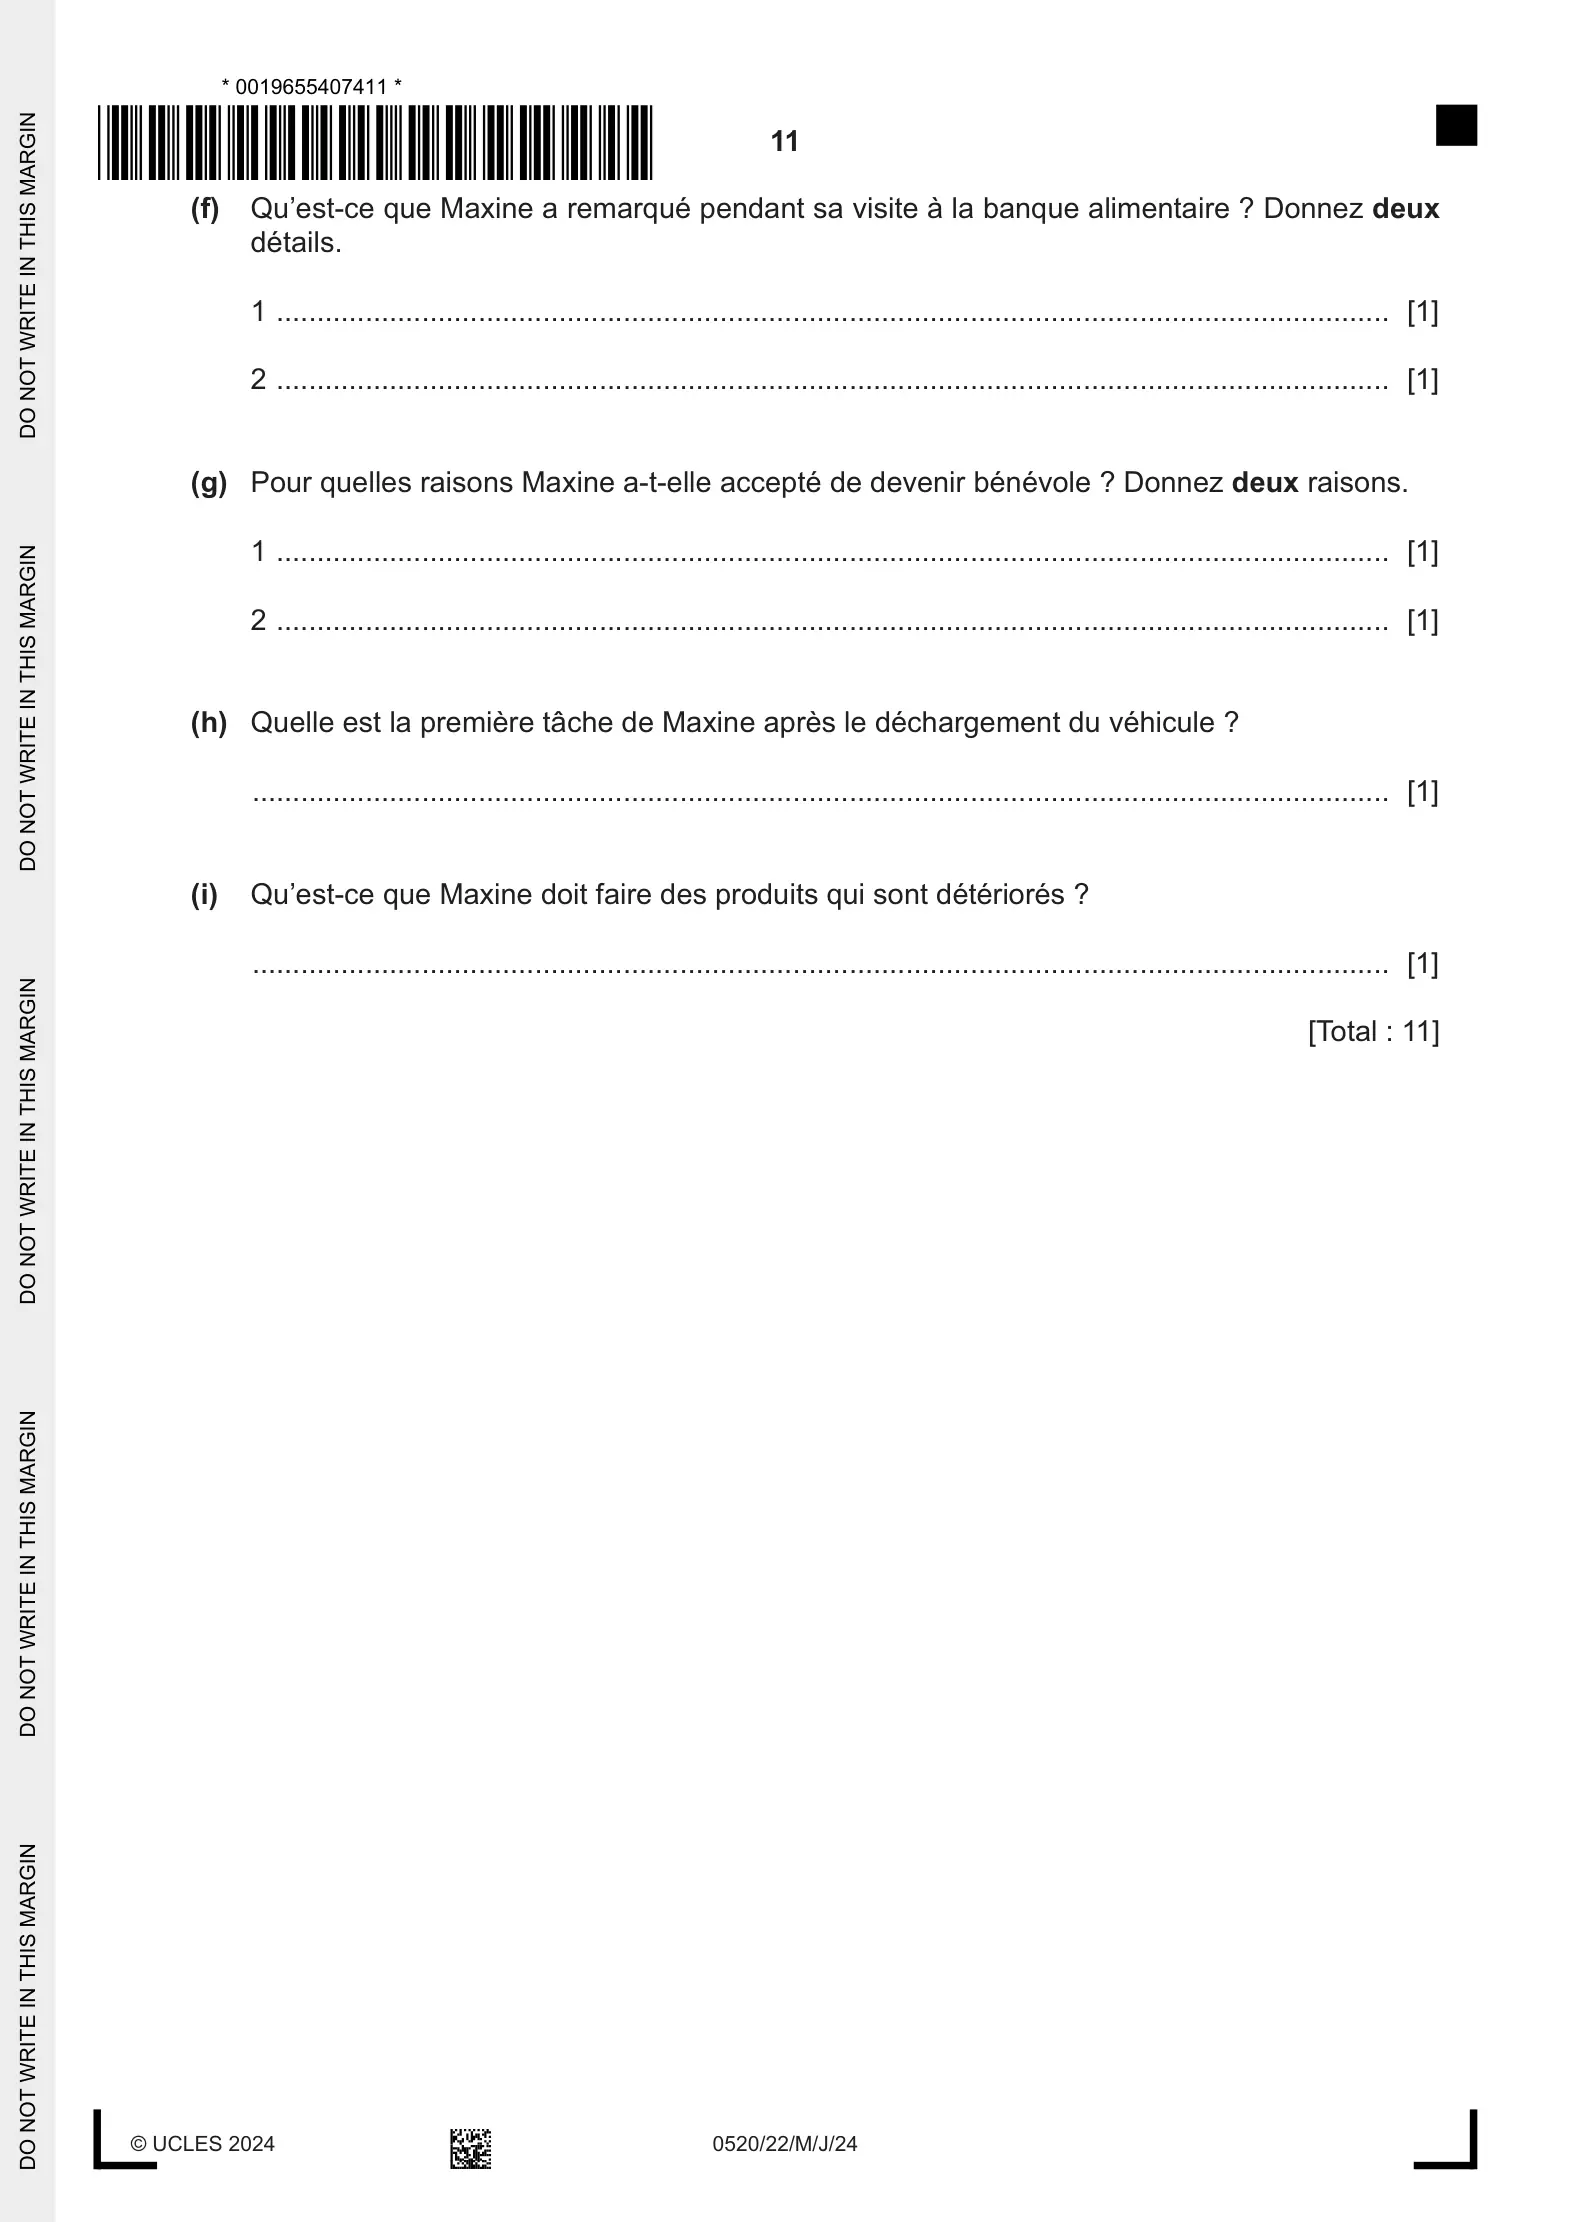 * 0019655407411 *
11
(f) Qu’est-ce que Maxine a remarqué pendant sa visite à la banque alimentaire ? Donnez deux
détails.
1 ........................................................................................................................................ [1]
2 ........................................................................................................................................ [1]
(g) Pour quelles raisons Maxine a-t-elle accepté de devenir bénévole ? Donnez deux raisons.
1 ........................................................................................................................................ [1]
2 ........................................................................................................................................ [1]
(h) Quelle est la première tâche de Maxine après le déchargement du véhicule ?
........................................................................................................................................... [1]
(i) Qu’est-ce que Maxine doit faire des produits qui sont détériorés ?
........................................................................................................................................... [1]
[Total : 11]
© UCLES 2024
0520/22/M/J/24
DO NOT WRITE IN THIS MARGIN
DO NOT WRITE IN THIS MARGIN
DO NOT WRITE IN THIS MARGIN
DO NOT WRITE IN THIS MARGIN
DO NOT WRITE IN THIS MARGIN